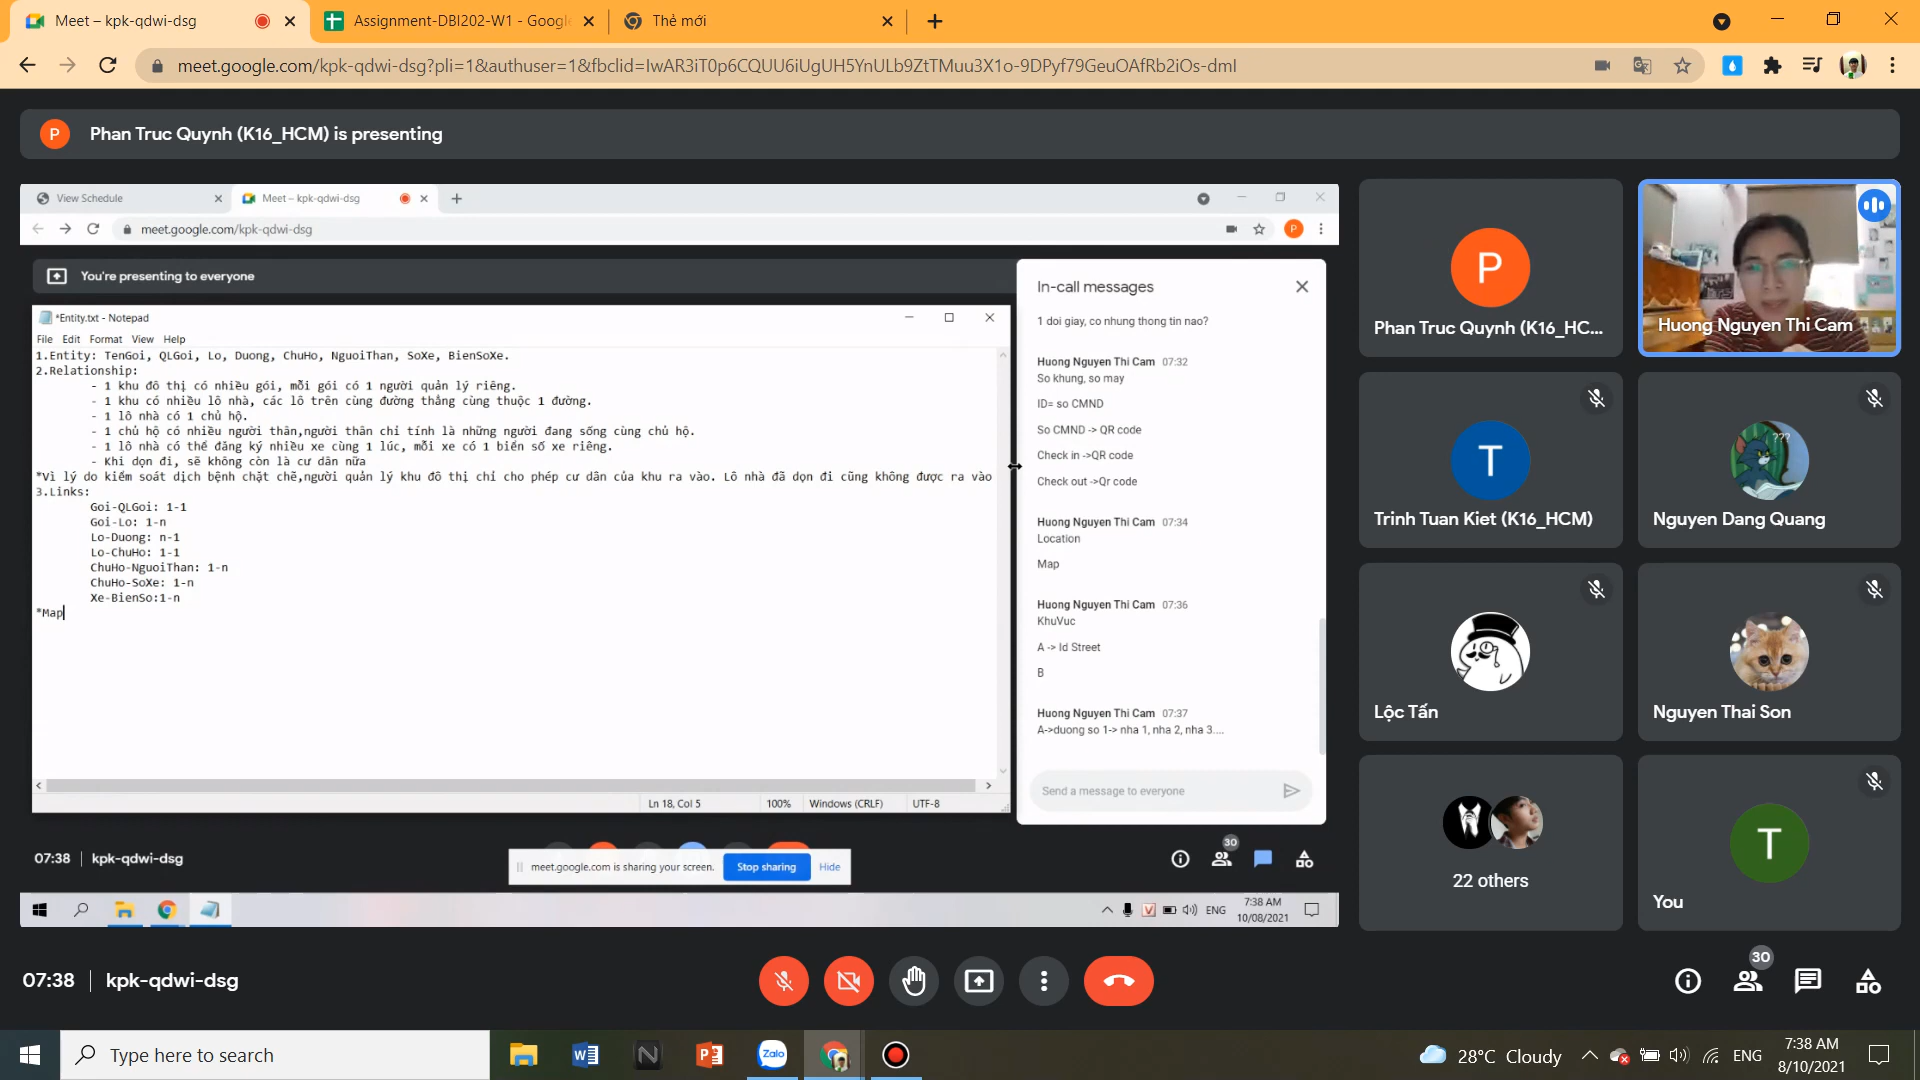 Meet – kpk-qdwi-dsg
Assignment-DBI202-W1 - Google
Thẻ mới
meet.google.com/kpk-qdwi-dsg?pli=1&authuser=1&fbclid=IwAR3iT0p6CQUU6iUgUH5YnULb9ZtTMuu3X1o-9DPyf79GeuOAfRb2iOs-dmI
P
Phan Truc Quynh (K16_HCM) is presenting
View Schedule
Meet – kpk-qdwi-dsg
meet.google.com/kpk-qdwi-dsg
P
You're presenting to everyone
*Entity.txt - Notepad
File Edit Format View Help
1.Entity: TenGoi, QLGoi, Lo, Duong, ChuHo, NguoiThan, SoXe, BienSoXe.
2.Relationship:
- 1 khu đô thị có nhiều gói, mỗi gói có 1 người quản lý riêng.
- 1 khu có nhiều lô nhà, các lô trên cùng đường thẳng cùng thuộc 1 đường.
- 1 lô nhà có 1 chủ hộ.
- 1 chủ hộ có nhiều người thân,người thân chỉ tính là những người đang sống cùng chủ hộ.
- 1 lô nhà có thể đăng ký nhiều xe cùng 1 lúc, mỗi xe có 1 biển số xe riêng.
- Khi dọn đi, sẽ không còn là cư dân nữa
*Vì lý do kiểm soát dịch bệnh chặt chẽ,người quản lý khu đô thị chỉ cho phép cư dân của khu ra vào. Lô nhà đã dọn đi cũng không được ra vào
3.Links:
Goi-QLGoi: 1-1
Goi-Lo: 1-n
Lo-Duong: n-1
Lo-ChuHo: 1-1
ChuHo-NguoiThan: 1-n
ChuHo-SoXe: 1-n
Xe-BienSo:1-n
*Map
Ln 18, Col 5
100%
Windows (CRLF)
UTF-8
In-call messages
1 doi giay, co nhung thong tin nao?
Huong Nguyen Thi Cam 07:32
So khung, so may
ID= so CMND
So CMND -> QR code
Check in ->QR code
Check out ->Qr code
Huong Nguyen Thi Cam 07:34
Location
Map
Huong Nguyen Thi Cam 07:36
KhuVuc
A -> Id Street
B
Huong Nguyen Thi Cam 07:37
A->duong so 1-> nha 1, nha 2, nha 3....
Send a message to everyone
07:38
kpk-qdwi-dsg
meet.google.com is sharing your screen.
Stop sharing
Hide
30
V
ENG
7:38 AM
10/08/2021
P
Phan Truc Quynh (K16_HC...
Huong Nguyen Thi Cam
T
Trinh Tuan Kiet (K16_HCM)
???
Nguyen Dang Quang
Lộc Tấn
Nguyen Thai Son
22 others
T
You
07:38
kpk-qdwi-dsg
30
Type here to search
W
N
P
Zalo
28°C Cloudy
ENG
7:38 AM
8/10/2021